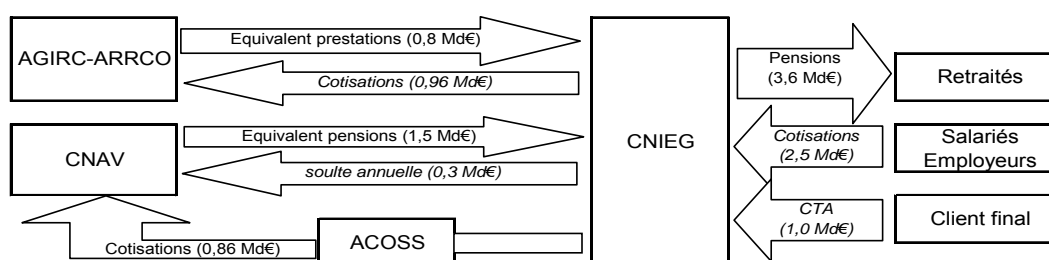 AGIRC-ARRCO
Equivalent prestations (0,8 Md€)
Cotisations (0,96 Md€)
CNAV
Equivalent pensions (1,5 Md€)
soulte annuelle (0,3 Md€)
Cotisations (0,86 Md€)
ACOSS
CNIEG
Pensions
(3,6 Md€)
Retraités
Cotisations
(2,5 Md€)
Salariés
Employeurs
CTA
(1,0 Md€)
Client final